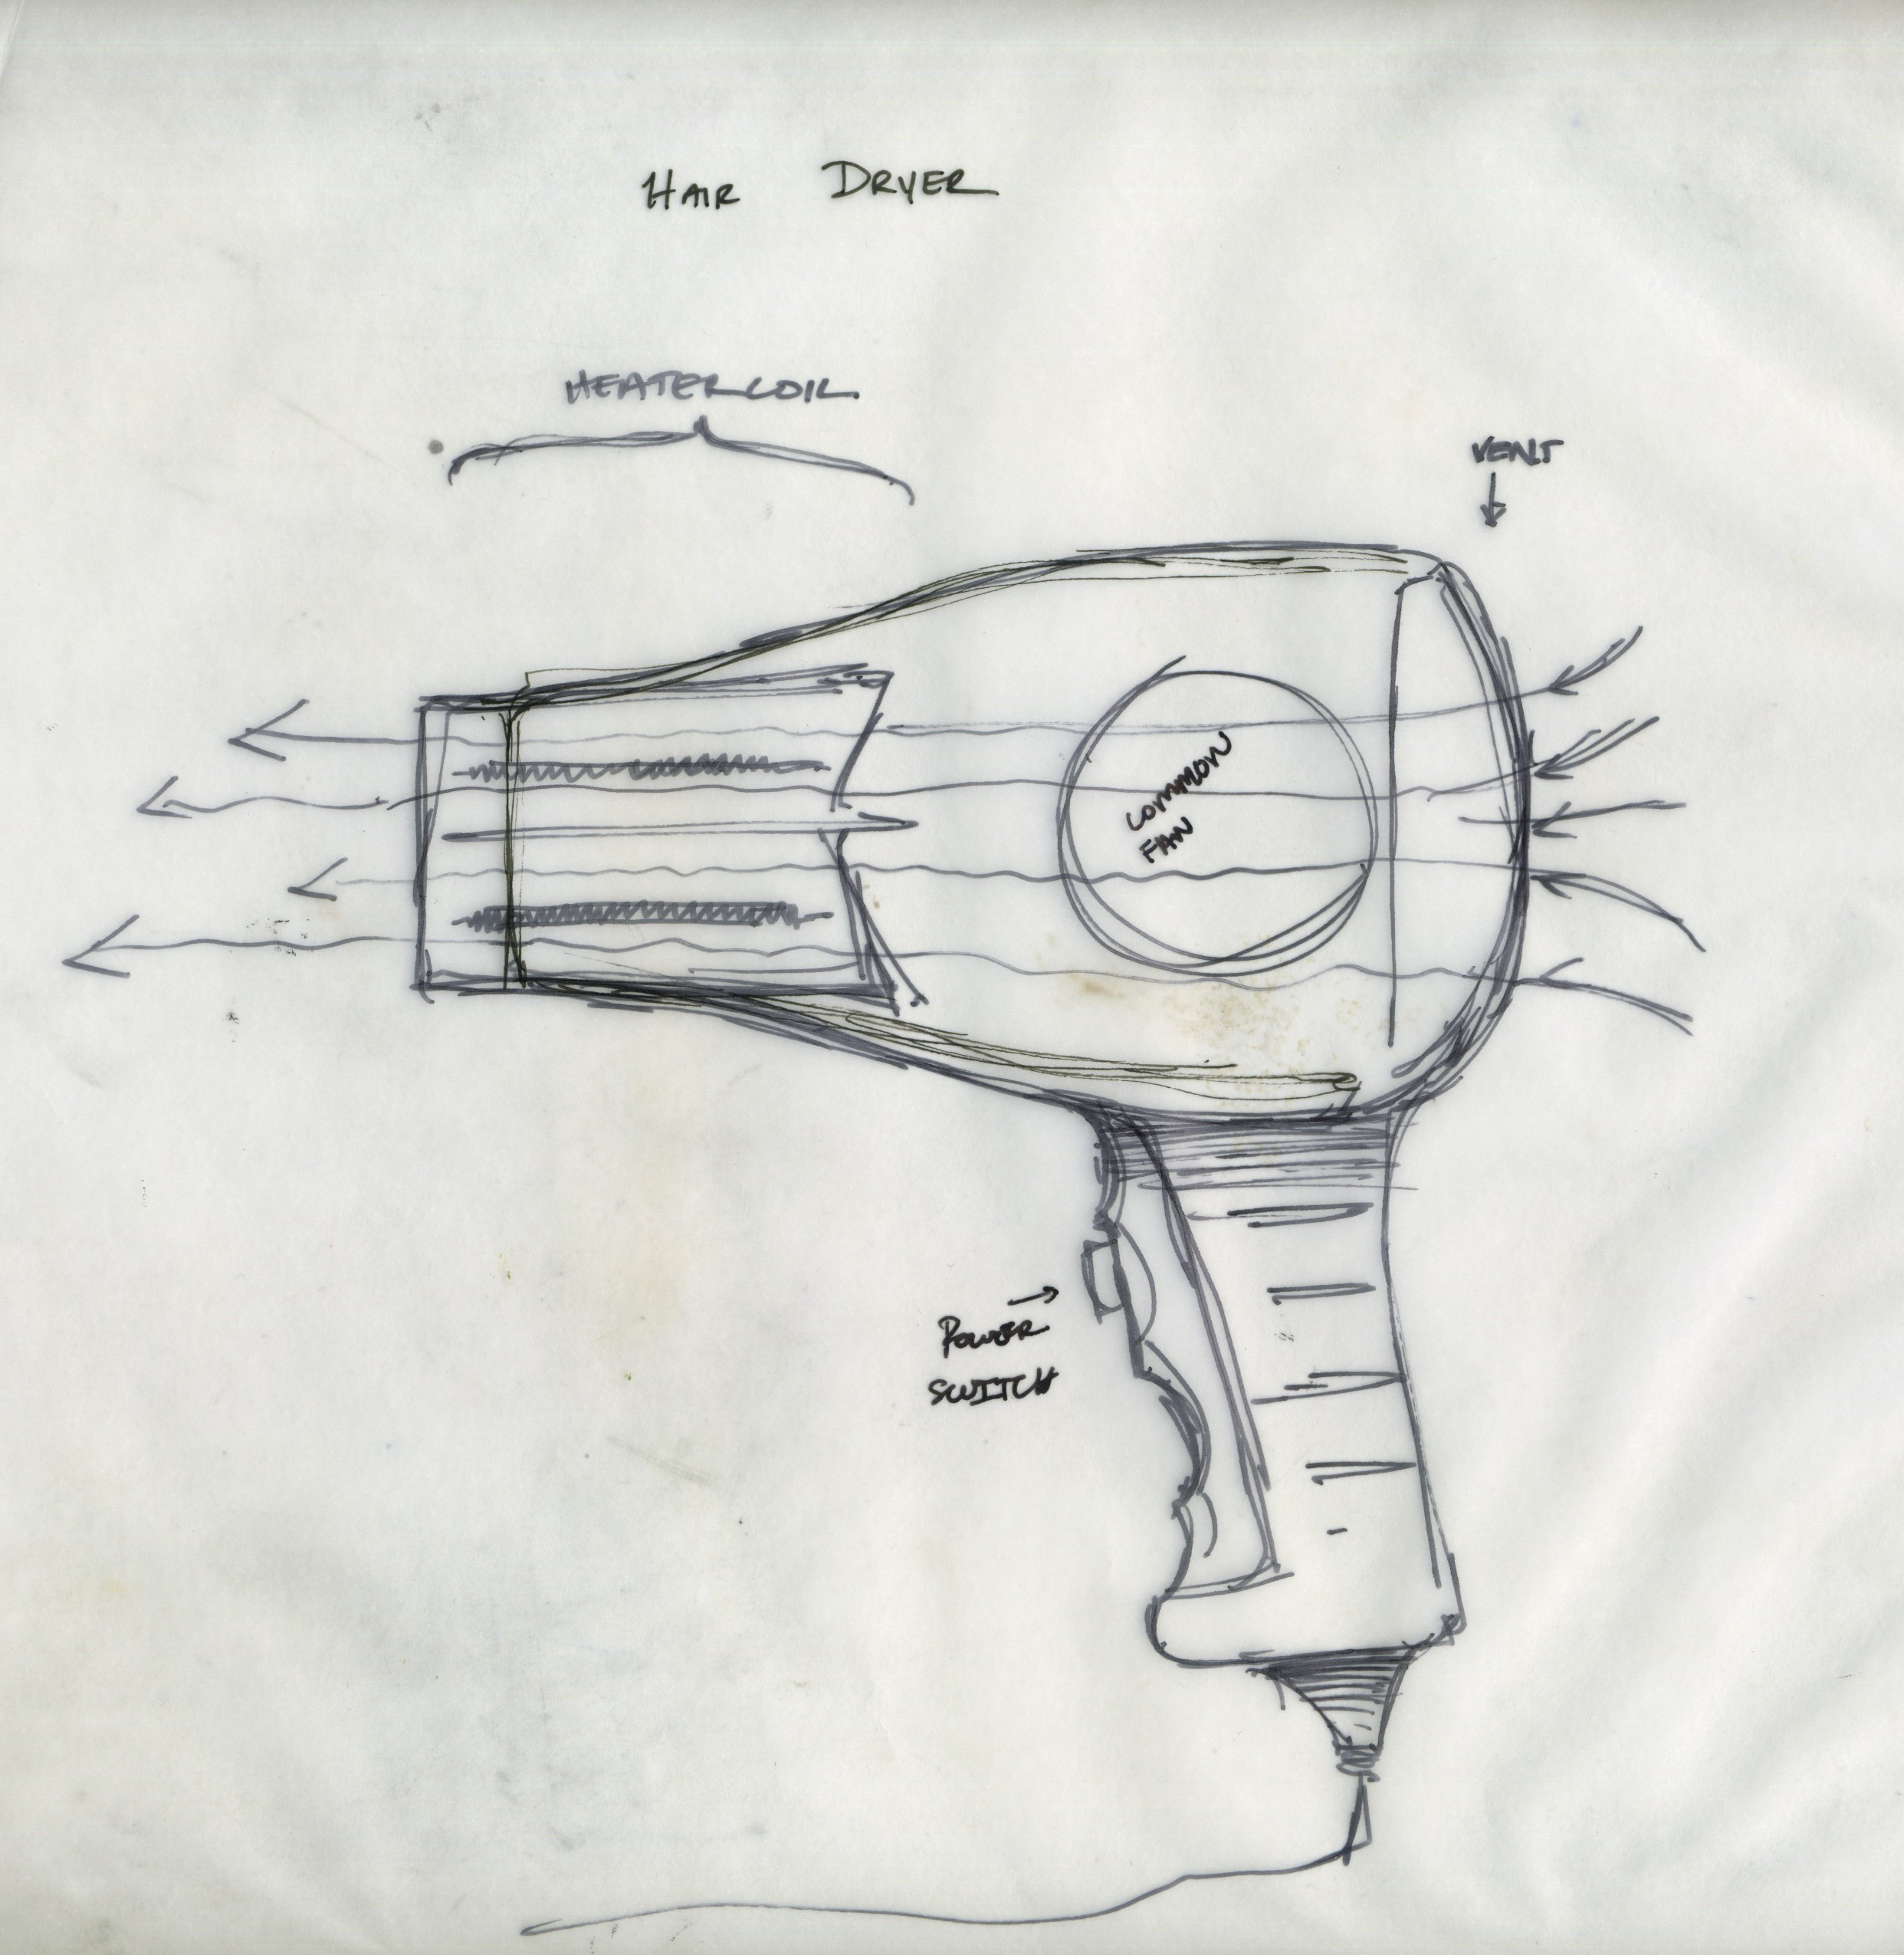 HAIR DRYER
HEATER COIL
VENT
COMMON
FAN
POWER
SWITCH